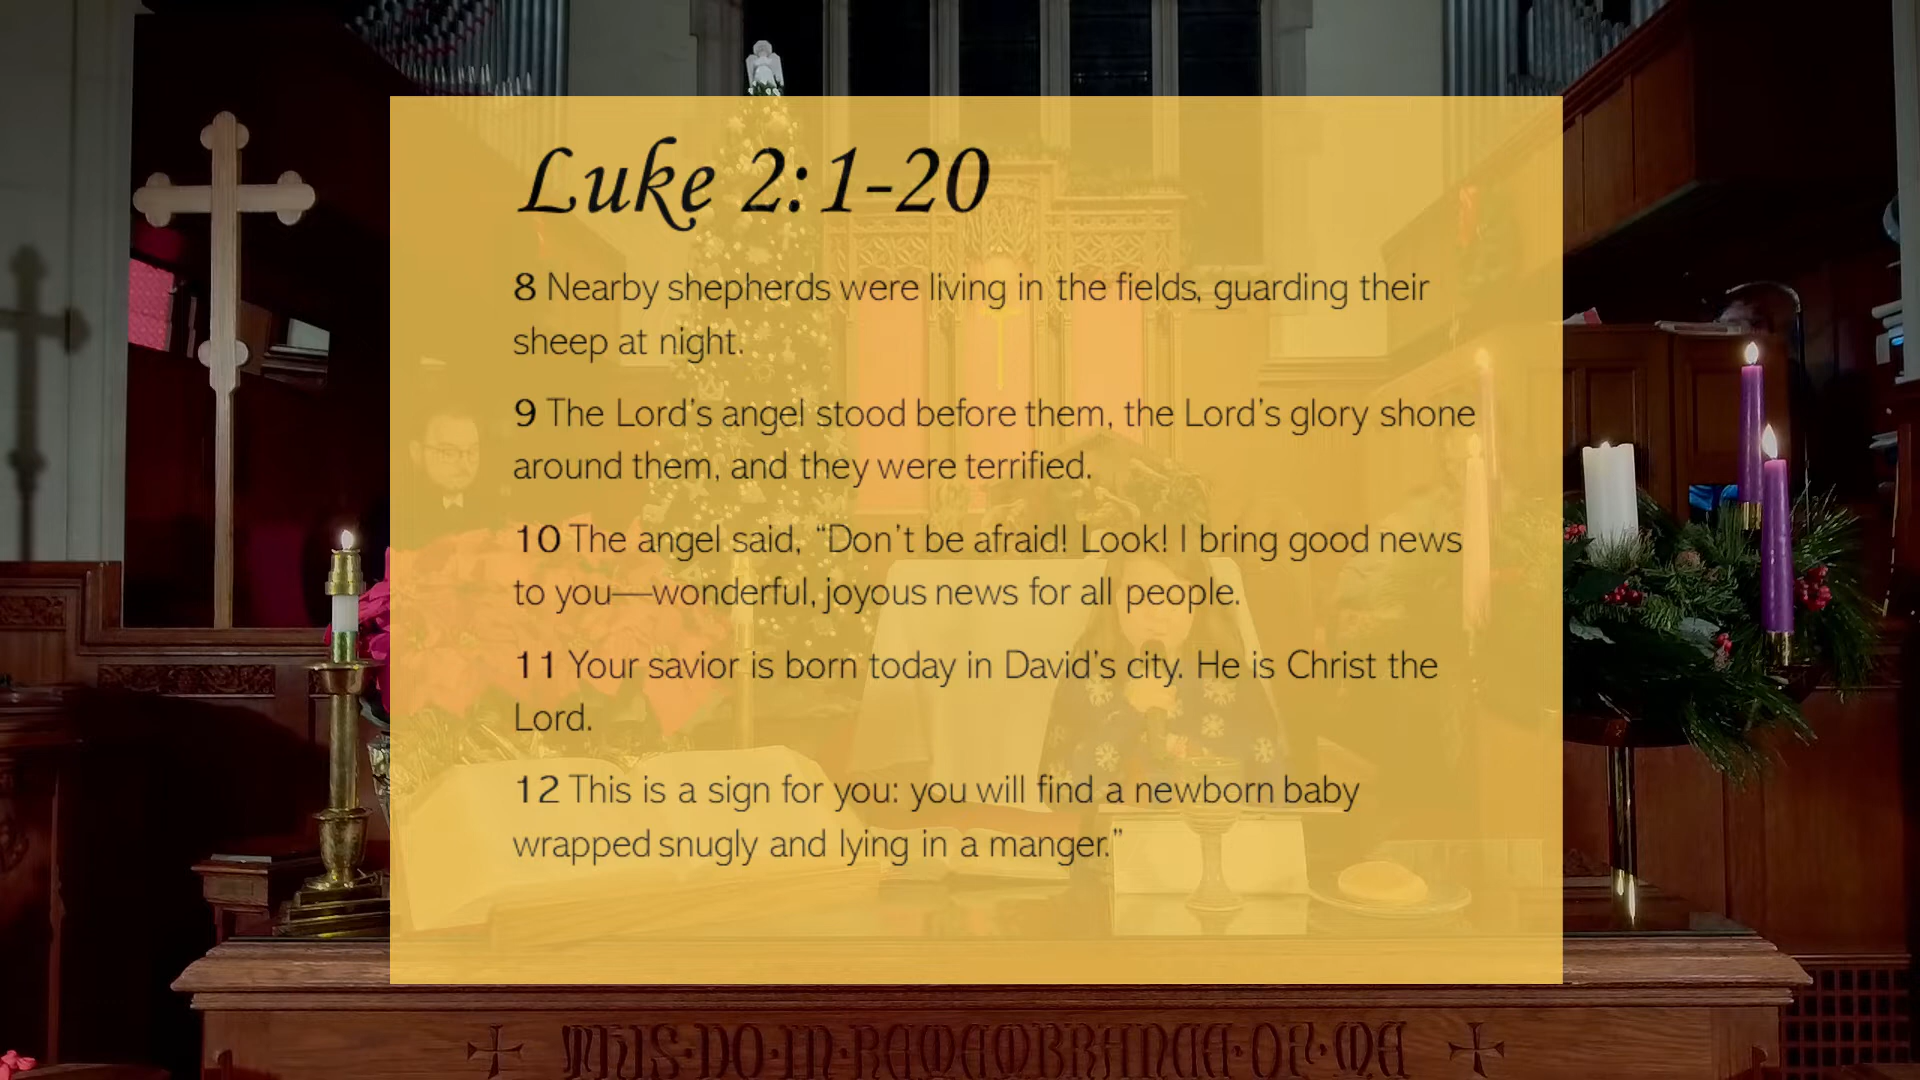 Luke 2:1-20
8 Nearby shepherds were living in the fields, guarding their
sheep at night.
9 The Lord’s angel stood before them, the Lord’s glory shone
around them, and they were terrified.
10 The angel said, “Don’t be afraid! Look! I bring good news
to you—wonderful, joyous news for all people.
11 Your savior is born today in David’s city. He is Christ the
Lord.
12 This is a sign for you: you will find a newborn baby
wrapped snugly and lying in a manger.”
THIS·DO·IN·REMEMBRANCE·OF·ME